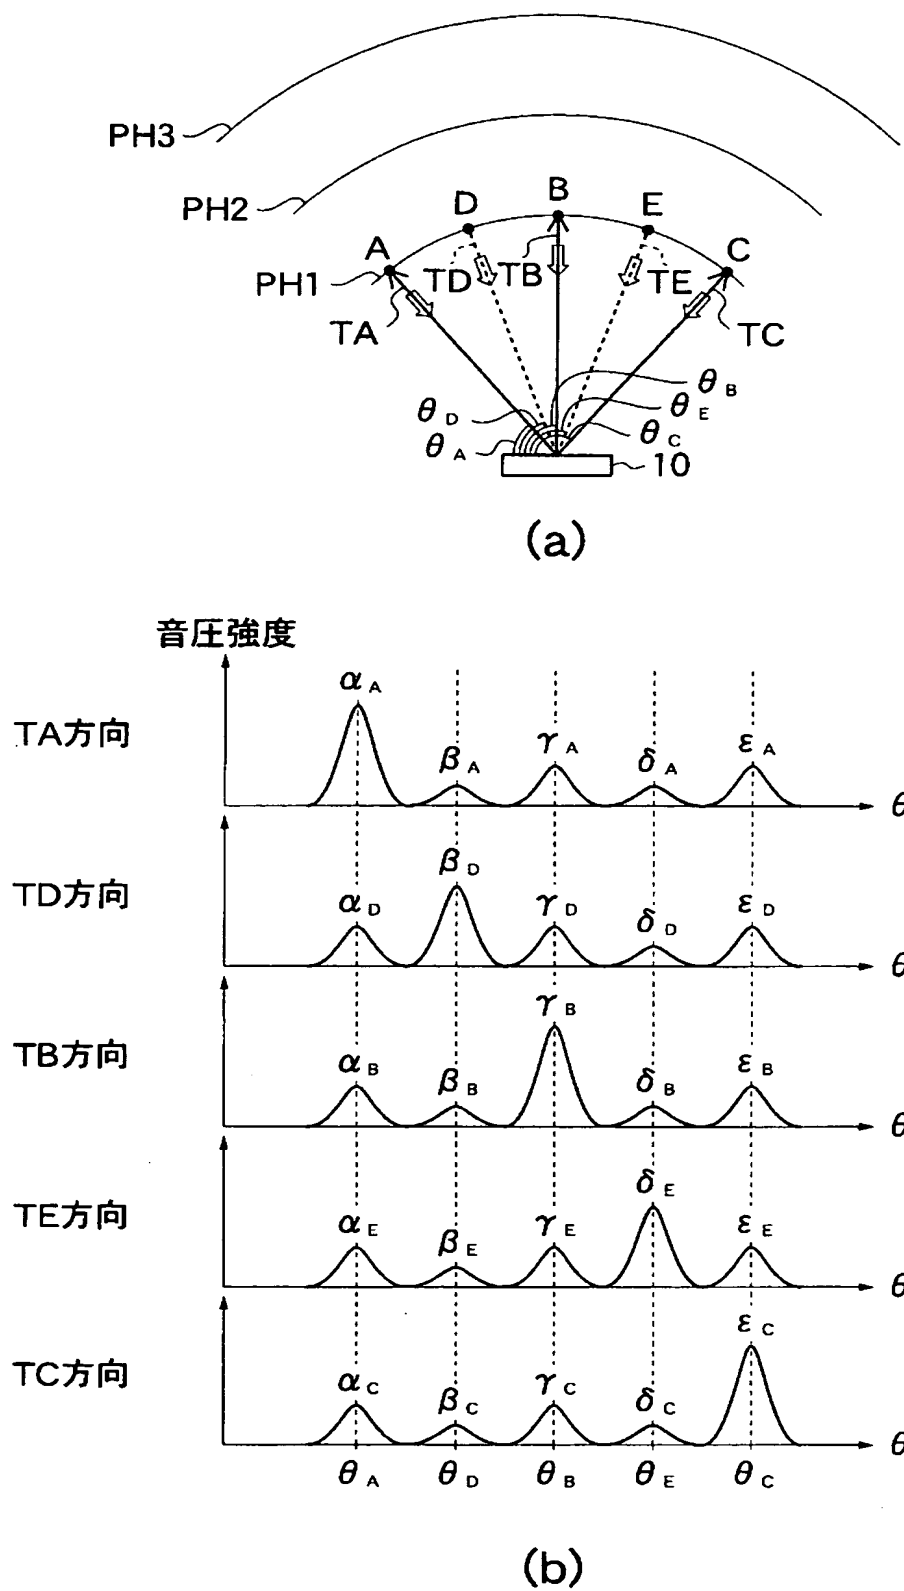 PH3
PH2
B
D
E
A
C
PH1
TD
TB
TE
TA
TC
θB
θD
θE
θA
θC
10
(a)
音圧強度
αA
TA方向
βA
γA
δA
εA
θ
βD
TD方向
αD
γD
δD
εD
θ
γB
TB方向
αB
βB
δB
εB
θ
δE
TE方向
αE
βE
γE
εE
θ
εC
TC方向
αC
βC
γC
δC
θ
θA θD θB θE θC
(b)